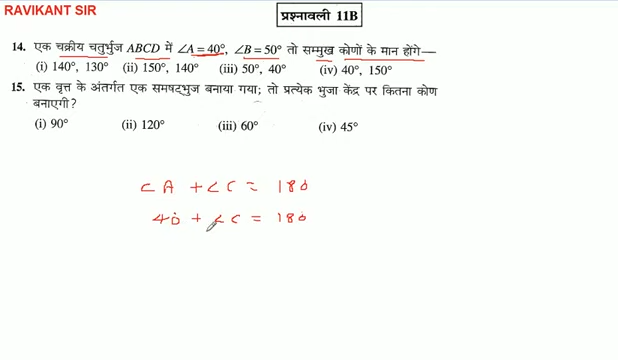 RAVIKANT SIR
प्रश्नावली 11B
14. एक चक्रीय चतुर्भुज ABCD में ∠A = 40°, ∠B = 50° तो सम्मुख कोणों के मान होंगे—
(i) 140°, 130° (ii) 150°, 140° (iii) 50°, 40° (iv) 40°, 150°
15. एक वृत्त के अंतर्गत एक समषट्भुज बनाया गया; तो प्रत्येक भुजा केंद्र पर कितना कोण
बनाएगी?
(i) 90° (ii) 120° (iii) 60° (iv) 45°
∠A + ∠C = 180
40 + ∠C = 180